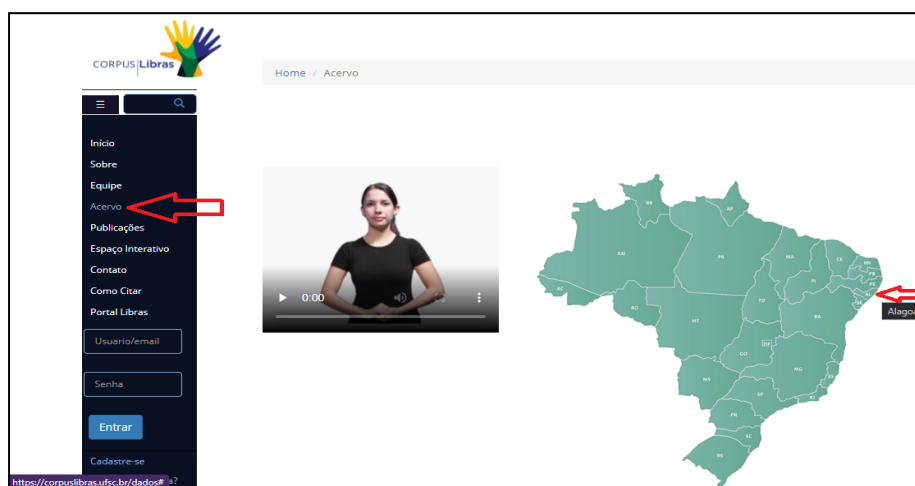 CORPUS|Libras
Home / Acervo
☰
Início
Sobre
Equipe
Acervo
Publicações
Espaço Interativo
Contato
Como Citar
Portal Libras
Usuario/email
Senha
Entrar
Cadastre-se
a?
https://corpuslibras.ufsc.br/dados#
0:00
RR
AP
AM
PA
MA
CE
RN
PB
PE
AL
SE
PI
AC
RO
TO
BA
MT
DF
GO
MG
ES
MS
SP
RJ
PR
SC
RS
Alagoa